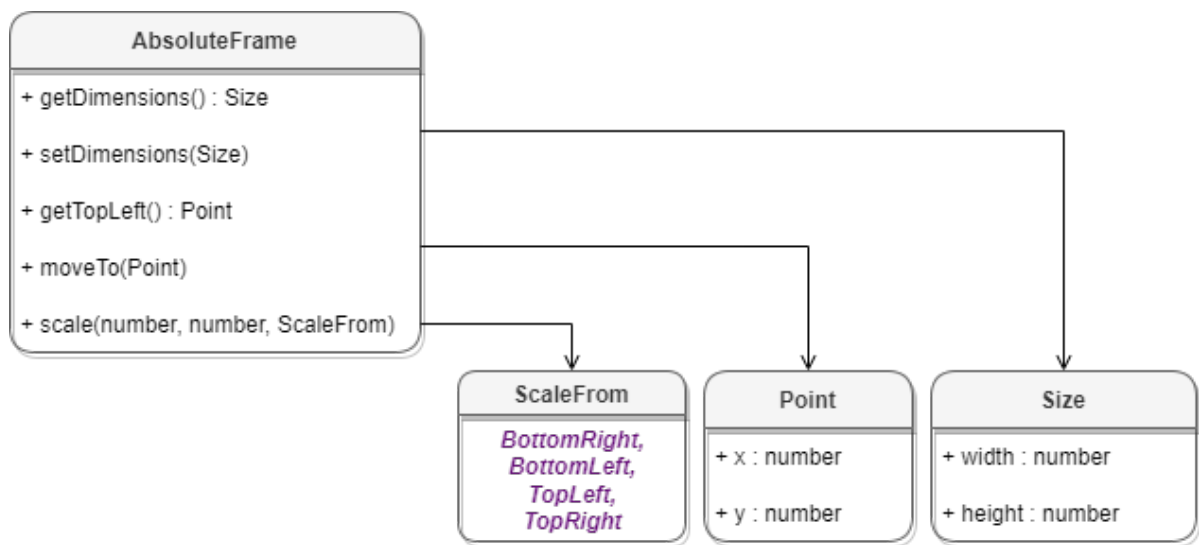 AbsoluteFrame
+ getDimensions() : Size
+ setDimensions(Size)
+ getTopLeft() : Point
+ moveTo(Point)
+ scale(number, number, ScaleFrom)
ScaleFrom
BottomRight,
BottomLeft,
TopLeft,
TopRight
Point
+ x : number
+ y : number
Size
+ width : number
+ height : number